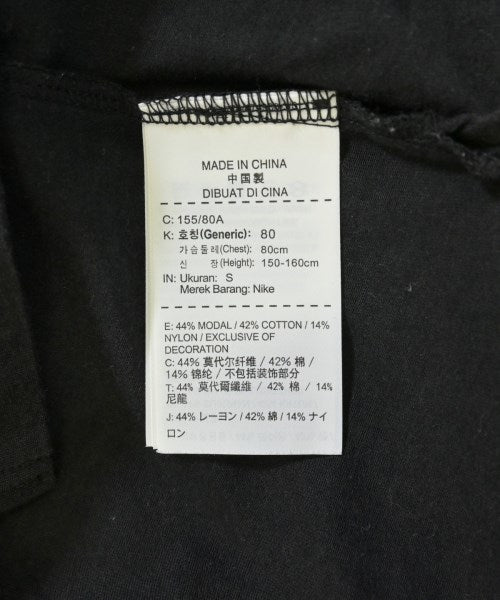 MADE IN CHINA
中国製
DIBUAT DI CINA
C: 155/80A
K: 호칭(Generic): 80
가슴둘레(Chest): 80cm
신 장(Height): 150-160cm
IN: Ukuran: S
Merek Barang: Nike
E: 44% MODAL / 42% COTTON / 14%
NYLON / EXCLUSIVE OF
DECORATION
C: 44% 莫代尔纤维 / 42% 棉 /
14% 锦纶 / 不包括装饰部分
T: 44% 莫代爾纖維 / 42% 棉 / 14%
尼龍
J: 44% レーヨン / 42% 綿 / 14% ナイ
ロン